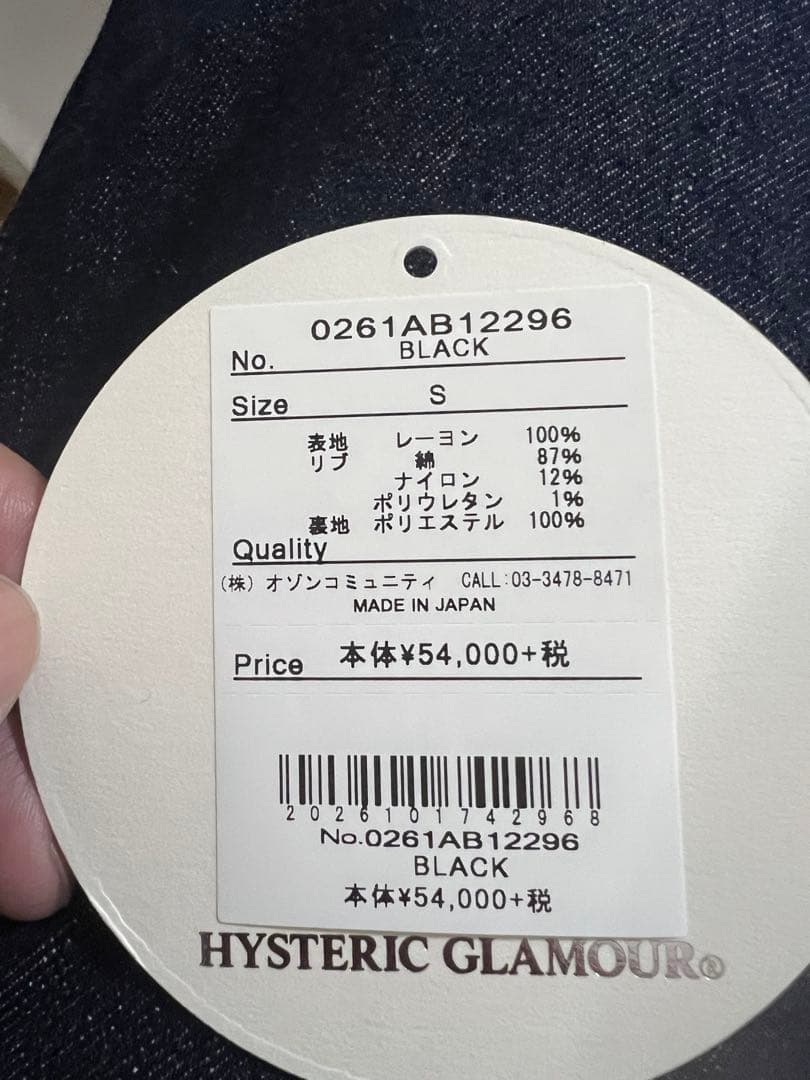 0261AB12296
No. BLACK
Size S
表地 レーヨン 100%
リブ 綿 87%
ナイロン 12%
ポリウレタン 1%
裏地 ポリエステル 100%
Quality
(株) オゾンコミュニティ CALL:03-3478-8471
MADE IN JAPAN
Price 本体¥54,000+税
2026101742968
No.0261AB12296
BLACK
本体¥54,000+税
HYSTERIC GLAMOUR®